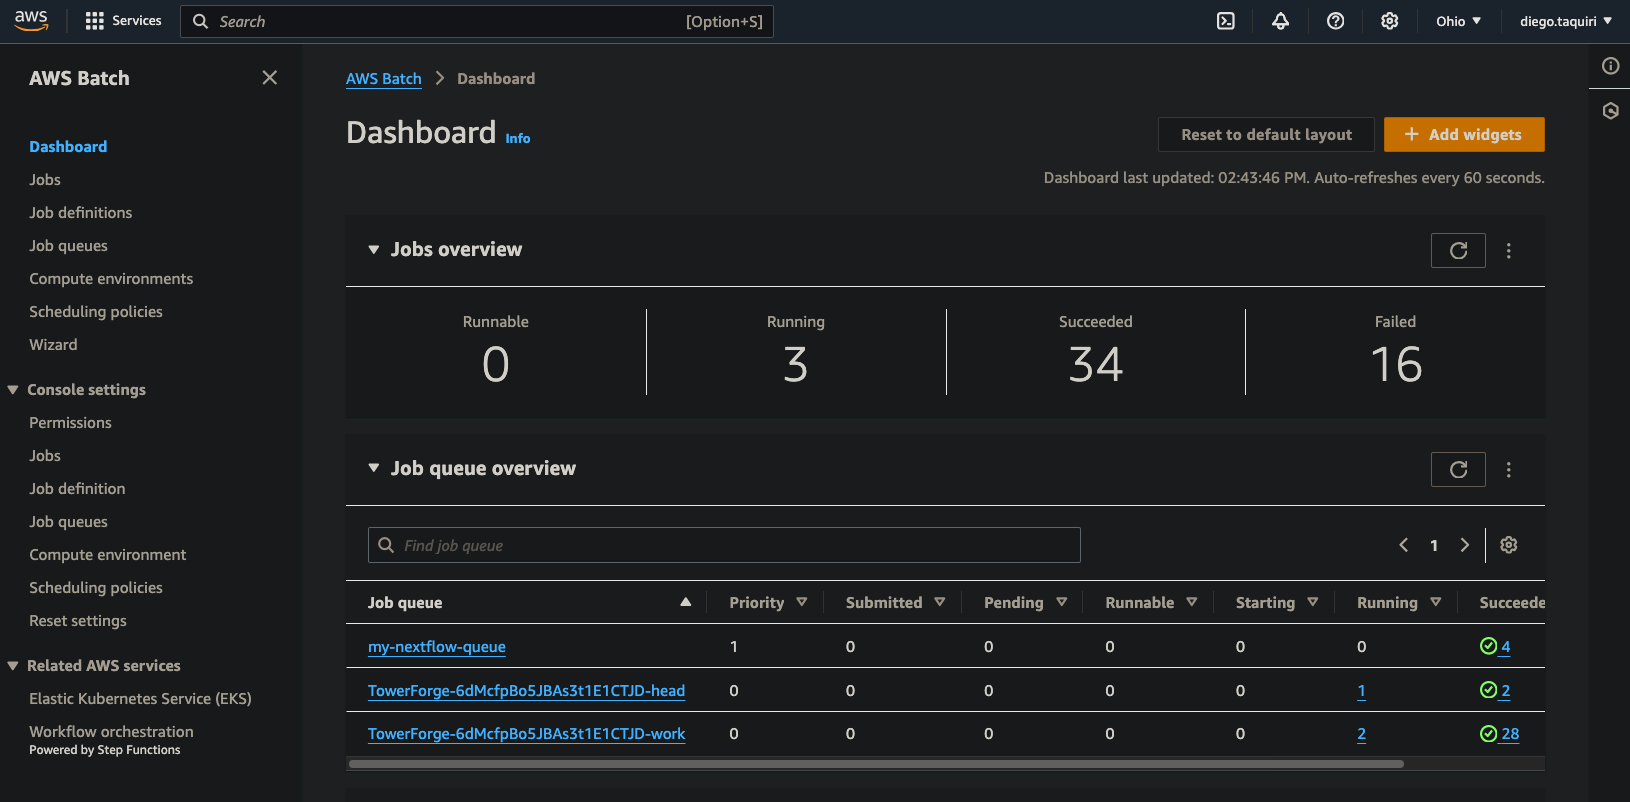 aws
Services
Search [Option+S]
Ohio
diego.taquiri
AWS Batch
Dashboard
Jobs
Job definitions
Job queues
Compute environments
Scheduling policies
Wizard
Console settings
Permissions
Jobs
Job definition
Job queues
Compute environment
Scheduling policies
Reset settings
Related AWS services
Elastic Kubernetes Service (EKS)
Workflow orchestration
Powered by Step Functions
AWS Batch > Dashboard
Dashboard Info
Reset to default layout
+ Add widgets
Dashboard last updated: 02:43:46 PM. Auto-refreshes every 60 seconds.
Jobs overview
Runnable Running Succeeded Failed
0 3 34 16
Job queue overview
Find job queue
1
Job queue Priority Submitted Pending Runnable Starting Running Succeede
my-nextflow-queue 1 0 0 0 0 0 4
TowerForge-6dMcfpBo5JBAs3t1E1CTJD-head 0 0 0 0 0 1 2
TowerForge-6dMcfpBo5JBAs3t1E1CTJD-work 0 0 0 0 0 2 28